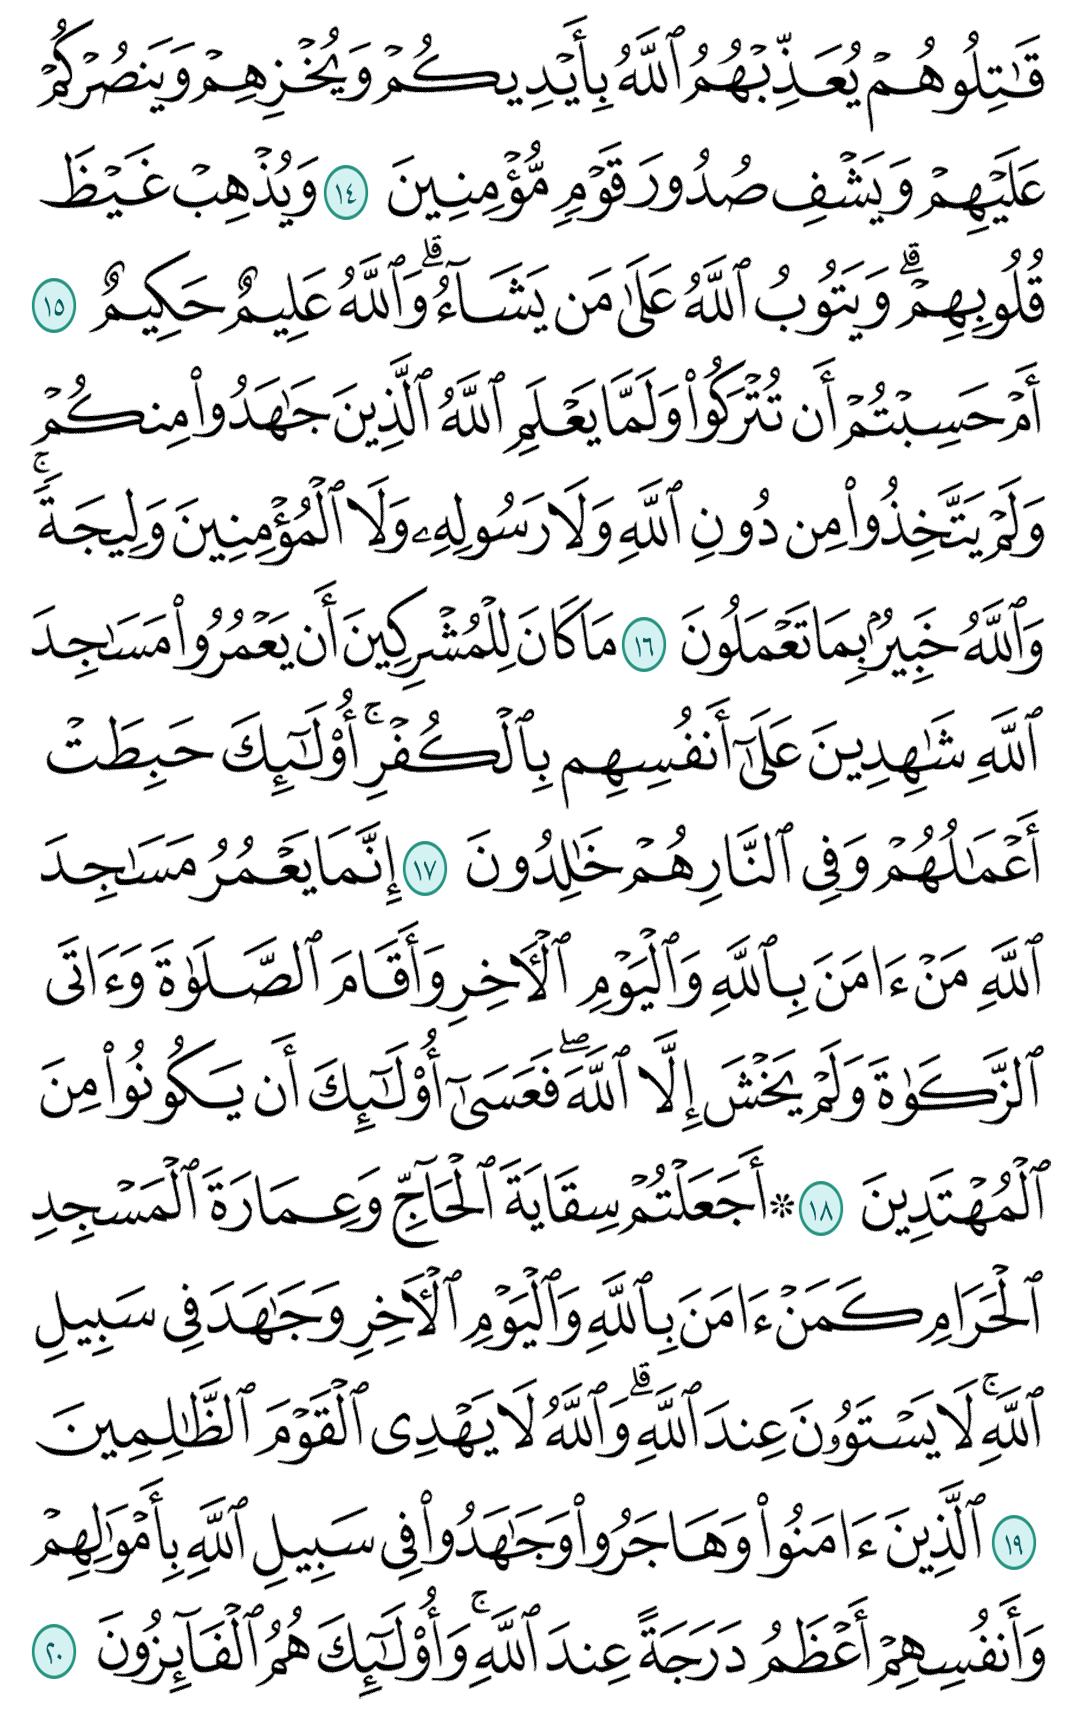 قَٰتِلُوهُمْ يُعَذِّبْهُمُ ٱللَّهُ بِأَيْدِيكُمْ وَيُخْزِهِمْ وَيَنصُرْكُمْ
عَلَيْهِمْ وَيَشْفِ صُدُورَ قَوْمٍ مُّؤْمِنِينَ ١٤ وَيُذْهِبْ غَيْظَ
قُلُوبِهِمْ ۗ وَيَتُوبُ ٱللَّهُ عَلَىٰ مَن يَشَآءُ ۗ وَٱللَّهُ عَلِيمٌ حَكِيمٌ ١٥
أَمْ حَسِبْتُمْ أَن تُتْرَكُوا۟ وَلَمَّا يَعْلَمِ ٱللَّهُ ٱلَّذِينَ جَٰهَدُوا۟ مِنكُمْ
وَلَمْ يَتَّخِذُوا۟ مِن دُونِ ٱللَّهِ وَلَا رَسُولِهِۦ وَلَا ٱلْمُؤْمِنِينَ وَلِيجَةً ۚ
وَٱللَّهُ خَبِيرٌۢ بِمَا تَعْمَلُونَ ١٦ مَا كَانَ لِلْمُشْرِكِينَ أَن يَعْمُرُوا۟ مَسَٰجِدَ
ٱللَّهِ شَٰهِدِينَ عَلَىٰٓ أَنفُسِهِم بِٱلْكُفْرِ ۚ أُو۟لَٰٓئِكَ حَبِطَتْ
أَعْمَٰلُهُمْ وَفِى ٱلنَّارِ هُمْ خَٰلِدُونَ ١٧ إِنَّمَا يَعْمُرُ مَسَٰجِدَ
ٱللَّهِ مَنْ ءَامَنَ بِٱللَّهِ وَٱلْيَوْمِ ٱلْءَاخِرِ وَأَقَامَ ٱلصَّلَوٰةَ وَءَاتَى
ٱلزَّكَوٰةَ وَلَمْ يَخْشَ إِلَّا ٱللَّهَ ۖ فَعَسَىٰٓ أُو۟لَٰٓئِكَ أَن يَكُونُوا۟ مِنَ
ٱلْمُهْتَدِينَ ١٨ ۞ أَجَعَلْتُمْ سِقَايَةَ ٱلْحَآجِّ وَعِمَارَةَ ٱلْمَسْجِدِ
ٱلْحَرَامِ كَمَنْ ءَامَنَ بِٱللَّهِ وَٱلْيَوْمِ ٱلْءَاخِرِ وَجَٰهَدَ فِى سَبِيلِ
ٱللَّهِ ۚ لَا يَسْتَوُۥنَ عِندَ ٱللَّهِ ۗ وَٱللَّهُ لَا يَهْدِى ٱلْقَوْمَ ٱلظَّٰلِمِينَ
١٩ ٱلَّذِينَ ءَامَنُوا۟ وَهَاجَرُوا۟ وَجَٰهَدُوا۟ فِى سَبِيلِ ٱللَّهِ بِأَمْوَٰلِهِمْ
وَأَنفُسِهِمْ أَعْظَمُ دَرَجَةً عِندَ ٱللَّهِ ۚ وَأُو۟لَٰٓئِكَ هُمُ ٱلْفَآئِزُونَ ٢٠